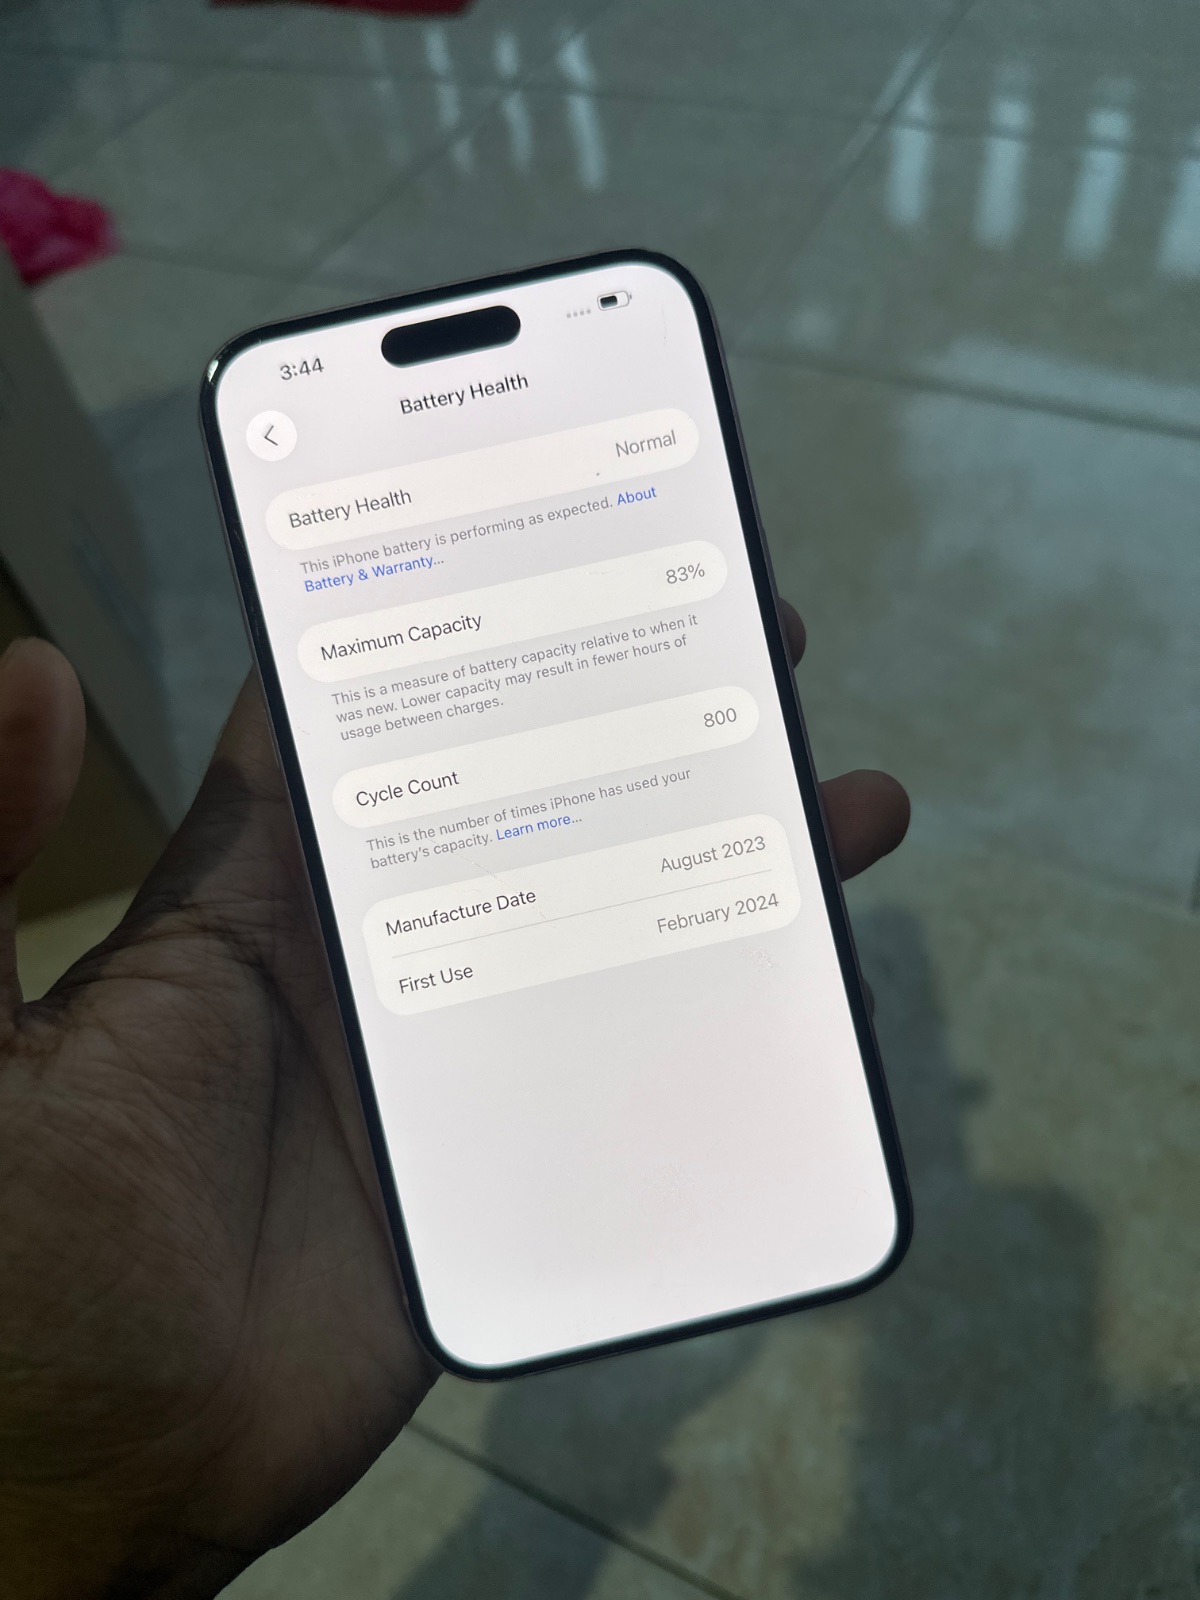 3:44
Battery Health
Battery Health
Normal
This iPhone battery is performing as expected. About
Battery & Warranty...
Maximum Capacity
83%
This is a measure of battery capacity relative to when it
was new. Lower capacity may result in fewer hours of
usage between charges.
Cycle Count
800
This is the number of times iPhone has used your
battery's capacity. Learn more...
Manufacture Date
August 2023
First Use
February 2024